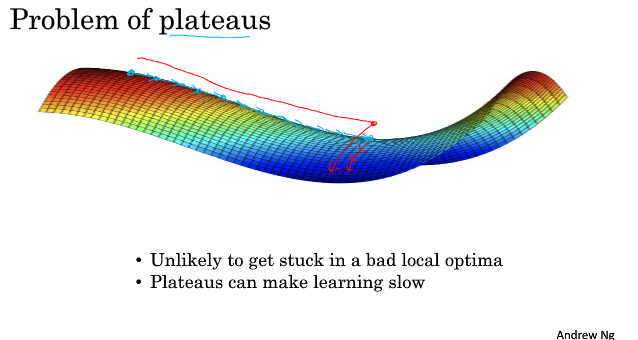 Problem of plateaus
• Unlikely to get stuck in a bad local optima
• Plateaus can make learning slow
Andrew Ng